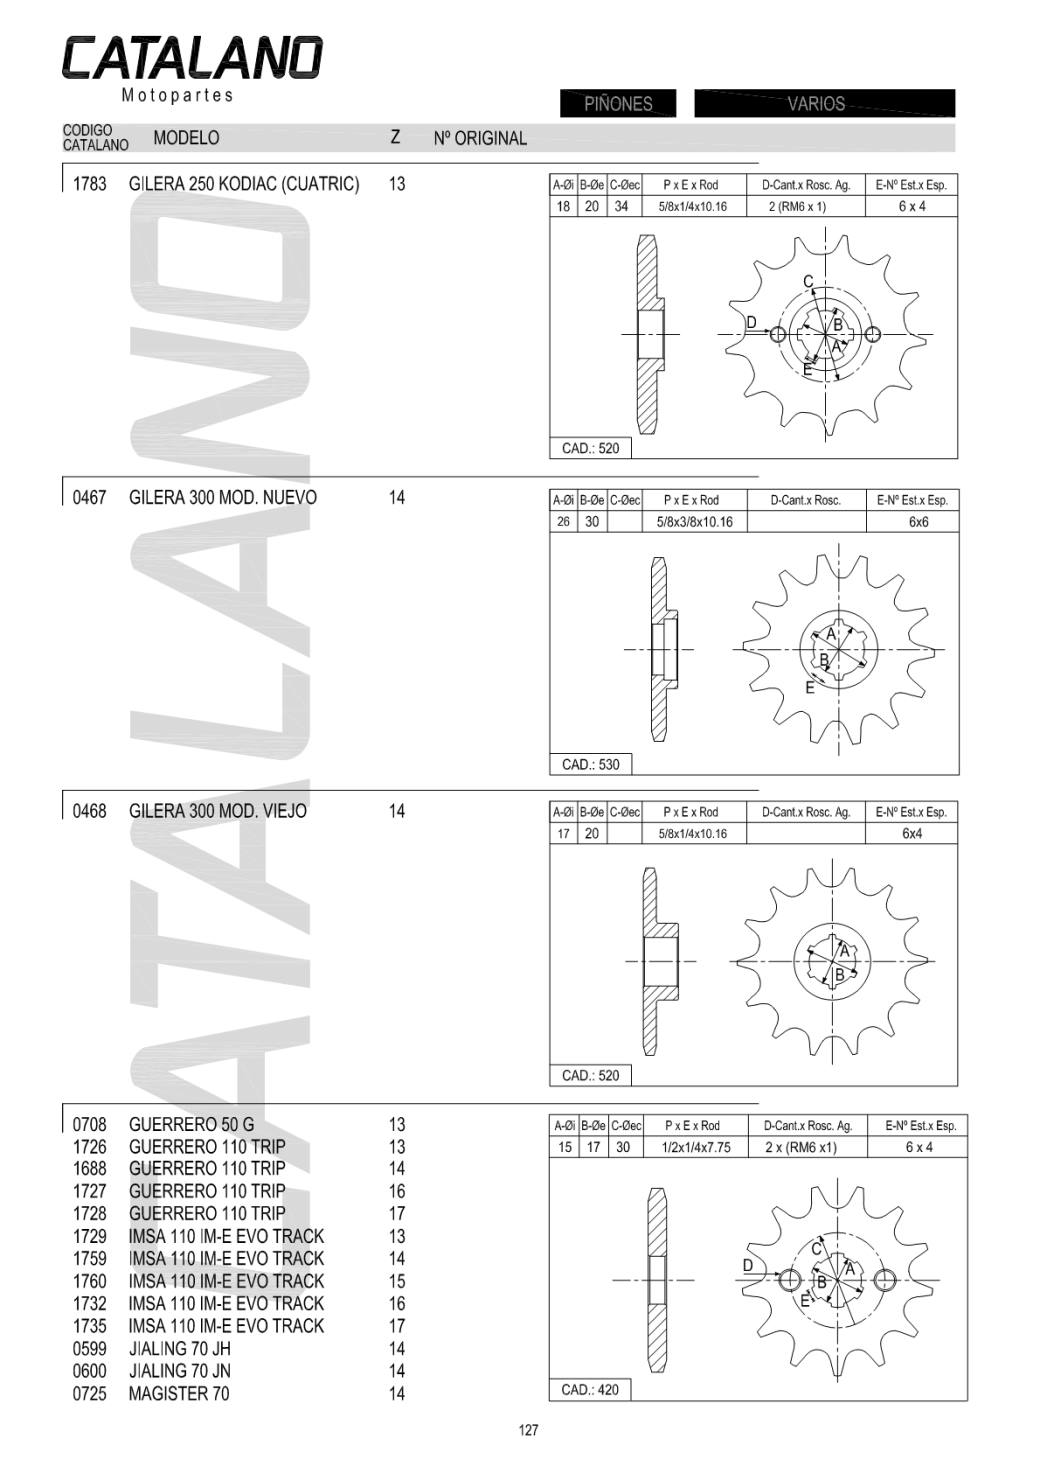 CATALANO
Motopartes
PIÑONES VARIOS
CODIGO CATALANO MODELO Z Nº ORIGINAL
1783 GILERA 250 KODIAC (CUATRIC) 13
A-Øi B-Øe C-Øec P x E x Rod D-Cant.x Rosc. Ag. E-Nº Est.x Esp.
18 20 34 5/8x1/4x10.16 2 (RM6 x 1) 6 x 4
C
D
B
A
E
CAD.: 520
0467 GILERA 300 MOD. NUEVO 14
A-Øi B-Øe C-Øec P x E x Rod D-Cant.x Rosc. E-Nº Est.x Esp.
26 30 5/8x3/8x10.16 6x6
A
B
E
CAD.: 530
0468 GILERA 300 MOD. VIEJO 14
A-Øi B-Øe C-Øec P x E x Rod D-Cant.x Rosc. Ag. E-Nº Est.x Esp.
17 20 5/8x1/4x10.16 6x4
A
B
CAD.: 520
0708 GUERRERO 50 G 13
1726 GUERRERO 110 TRIP 13
1688 GUERRERO 110 TRIP 14
1727 GUERRERO 110 TRIP 16
1728 GUERRERO 110 TRIP 17
1729 IMSA 110 IM-E EVO TRACK 13
1759 IMSA 110 IM-E EVO TRACK 14
1760 IMSA 110 IM-E EVO TRACK 15
1732 IMSA 110 IM-E EVO TRACK 16
1735 IMSA 110 IM-E EVO TRACK 17
0599 JIALING 70 JH 14
0600 JIALING 70 JN 14
0725 MAGISTER 70 14
A-Øi B-Øe C-Øec P x E x Rod D-Cant.x Rosc. Ag. E-Nº Est.x Esp.
15 17 30 1/2x1/4x7.75 2 x (RM6 x1) 6 x 4
C
D
A
B
E
CAD.: 420
CATALANO
127